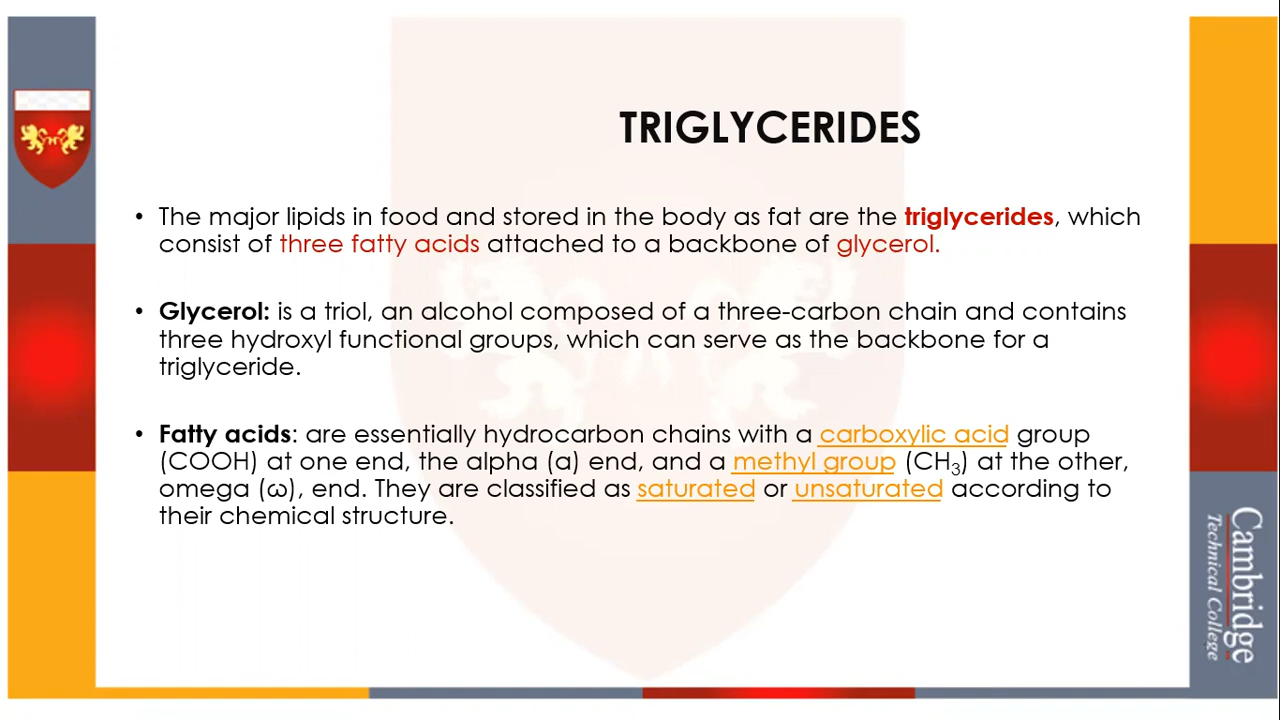 TRIGLYCERIDES
• The major lipids in food and stored in the body as fat are the triglycerides, which
consist of three fatty acids attached to a backbone of glycerol.
• Glycerol: is a triol, an alcohol composed of a three-carbon chain and contains
three hydroxyl functional groups, which can serve as the backbone for a
triglyceride.
• Fatty acids: are essentially hydrocarbon chains with a carboxylic acid group
(COOH) at one end, the alpha (a) end, and a methyl group (CH₃) at the other,
omega (ω), end. They are classified as saturated or unsaturated according to
their chemical structure.
Cambridge
Technical College